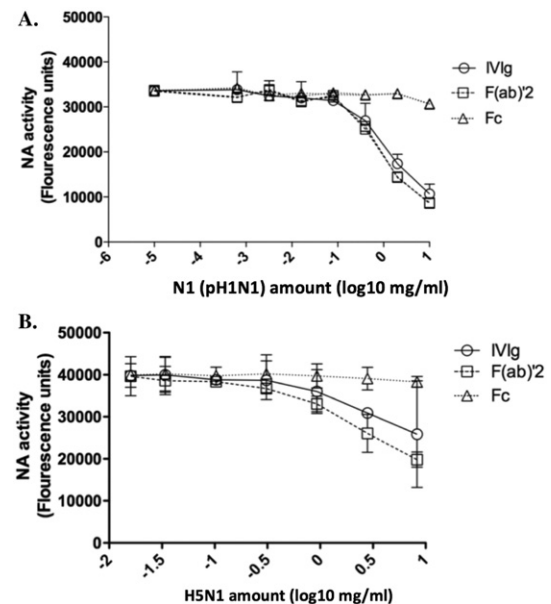 A.
50000
40000
30000
20000
10000
0
NA activity
(Flourescence units)
-6
-5
-4
-3
-2
-1
0
1
N1 (pH1N1) amount (log10 mg/ml)
IVIg
F(ab)'2
Fc
B.
50000
40000
30000
20000
10000
0
NA activity
(Flourescence units)
-2
-1.5
-1
-0.5
0
0.5
1
H5N1 amount (log10 mg/ml)
IVIg
F(ab)'2
Fc